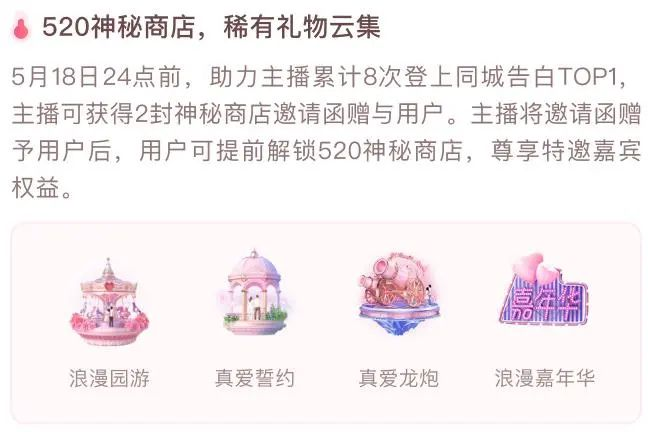 520神秘商店，稀有礼物云集
5月18日24点前，助力主播累计8次登上同城告白TOP1，
主播可获得2封神秘商店邀请函赠与用户。主播将邀请函赠
予用户后，用户可提前解锁520神秘商店，尊享特邀嘉宾
权益。
嘉年华
浪漫园游
真爱誓约
真爱龙炮
浪漫嘉年华